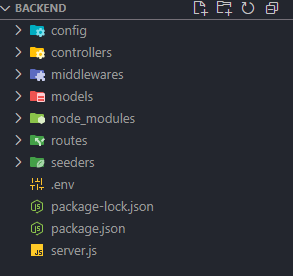 BACKEND
config
controllers
middlewares
models
node_modules
routes
seeders
.env
package-lock.json
package.json
server.js